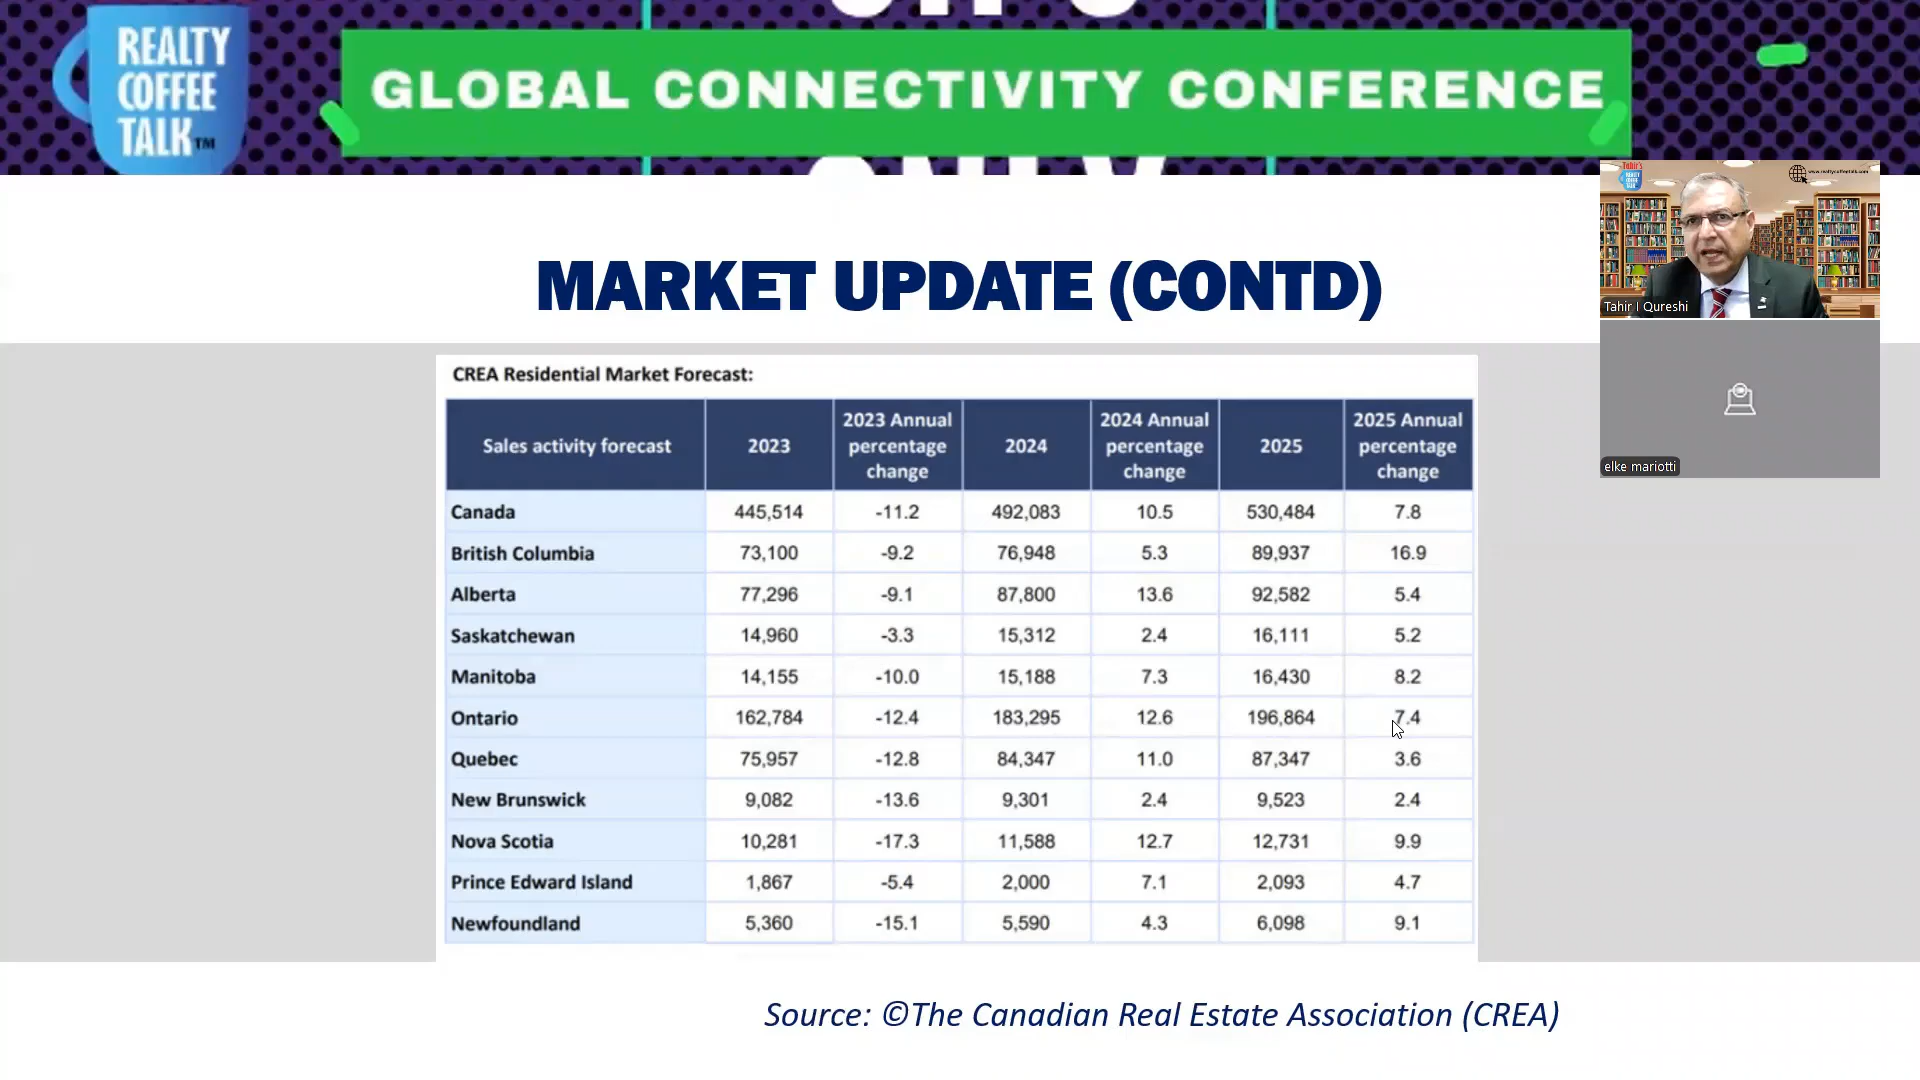 REALTY
COFFEE
TALK™
GLOBAL CONNECTIVITY CONFERENCE
ONLY
Tahir's
REALTY
COFFEE
TALK
www.realtycoffeetalk.com
Tahir I Qureshi
elke mariotti
MARKET UPDATE (CONTD)
CREA Residential Market Forecast:
Sales activity forecast 2023 2023 Annual percentage change 2024 2024 Annual percentage change 2025 2025 Annual percentage change
Canada 445,514 -11.2 492,083 10.5 530,484 7.8
British Columbia 73,100 -9.2 76,948 5.3 89,937 16.9
Alberta 77,296 -9.1 87,800 13.6 92,582 5.4
Saskatchewan 14,960 -3.3 15,312 2.4 16,111 5.2
Manitoba 14,155 -10.0 15,188 7.3 16,430 8.2
Ontario 162,784 -12.4 183,295 12.6 196,864 7.4
Quebec 75,957 -12.8 84,347 11.0 87,347 3.6
New Brunswick 9,082 -13.6 9,301 2.4 9,523 2.4
Nova Scotia 10,281 -17.3 11,588 12.7 12,731 9.9
Prince Edward Island 1,867 -5.4 2,000 7.1 2,093 4.7
Newfoundland 5,360 -15.1 5,590 4.3 6,098 9.1
Source: ©The Canadian Real Estate Association (CREA)